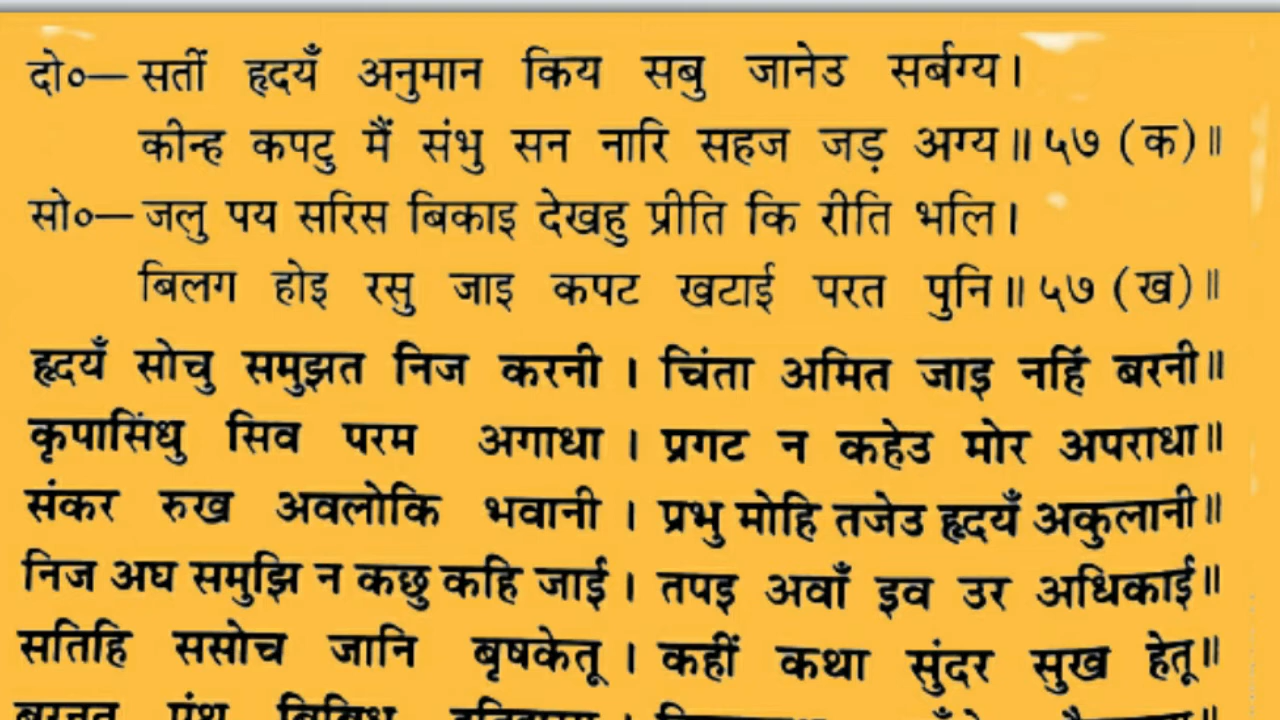 दो०— सतीं हृदयँ अनुमान किय सबु जानेउ सर्बग्य।
कीन्ह कपटु मैं संभु सन नारि सहज जड़ अग्य॥ ५७ (क)॥
सो०— जलु पय सरिस बिकाइ देखहु प्रीति कि रीति भलि।
बिलग होइ रसु जाइ कपट खटाई परत पुनि॥ ५७ (ख)॥
हृदयँ सोचु समुझत निज करनी । चिंता अमित जाइ नहिं बरनी॥
कृपासिंधु सिव परम अगाधा । प्रगट न कहेउ मोर अपराधा॥
संकर रुख अवलोकि भवानी । प्रभु मोहि तजेउ हृदयँ अकुलानी॥
निज अघ समुझि न कछु कहि जाई । तपइ अवाँ इव उर अधिकाई॥
सतिहि ससोच जानि बृषकेतू । कहीं कथा सुंदर सुख हेतू॥
बरनत पंथ बिबिध